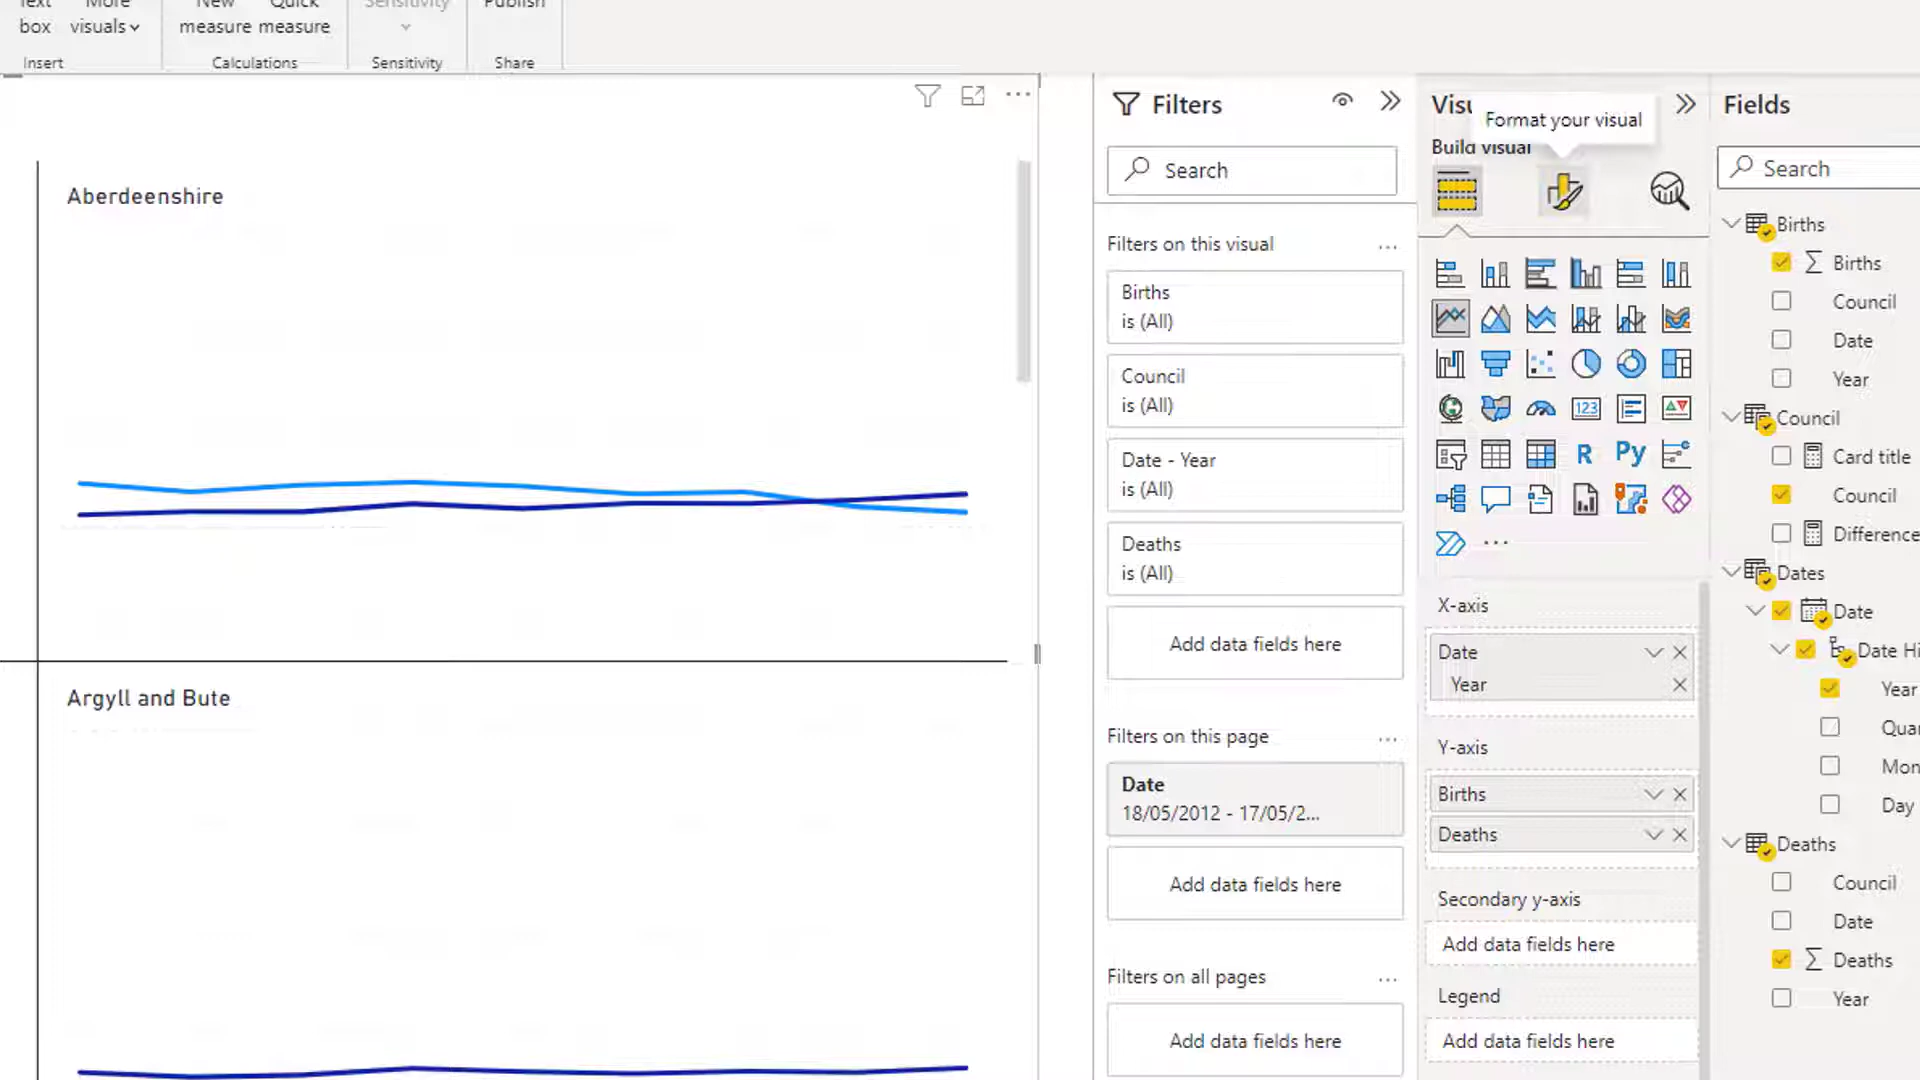 Text More New Quick Sensitivity Publish
box visuals measure measure
Insert Calculations Sensitivity Share
Aberdeenshire
Argyll and Bute
Filters
Search
Filters on this visual
Births
is (All)
Council
is (All)
Date - Year
is (All)
Deaths
is (All)
Add data fields here
Filters on this page
Date
18/05/2012 - 17/05/2...
Add data fields here
Filters on all pages
Add data fields here
Format your visual
Build visual
123
R
Py
X-axis
Date
Year
Y-axis
Births
Deaths
Secondary y-axis
Add data fields here
Legend
Add data fields here
Fields
Search
Births
Births
Council
Date
Year
Council
Card title
Council
Difference
Dates
Date
Date Hi
Year
Quar
Mon
Day
Deaths
Council
Date
Deaths
Year